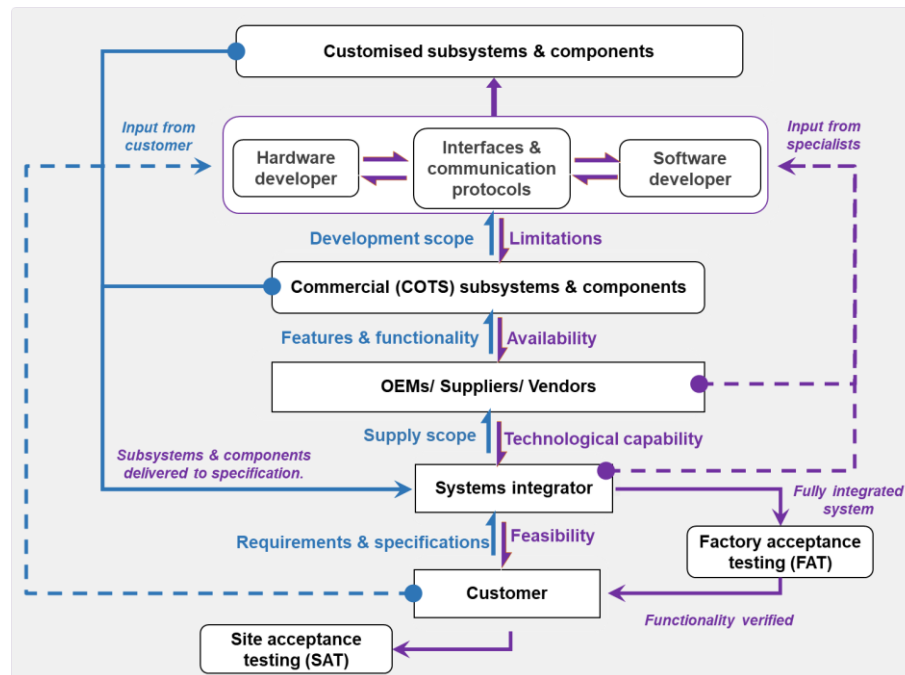 Customised subsystems & components
Input from
customer
Input from
specialists
Hardware
developer
Interfaces &
communication
protocols
Software
developer
Development scope
Limitations
Commercial (COTS) subsystems & components
Features & functionality
Availability
OEMs/ Suppliers/ Vendors
Supply scope
Technological capability
Subsystems & components
delivered to specification.
Systems integrator
Fully integrated
system
Requirements & specifications
Feasibility
Factory acceptance
testing (FAT)
Customer
Functionality verified
Site acceptance
testing (SAT)